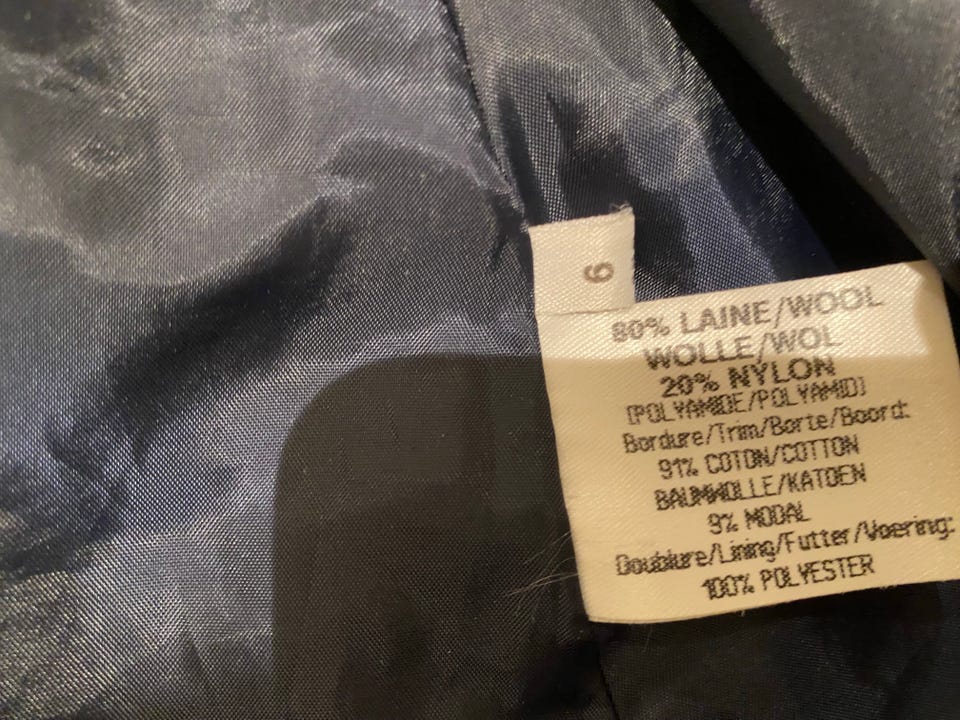 6
80% LAINE/WOOL
WOLLE/WOL
20% NYLON
(POLYAMIDE/POLYAMID)
Bordure/Trim/Borte/Boord:
91% COTON/COTTON
BAUMWOLLE/KATOEN
9% MODAL
Doublure/Lining/Futter/Voering:
100% POLYESTER